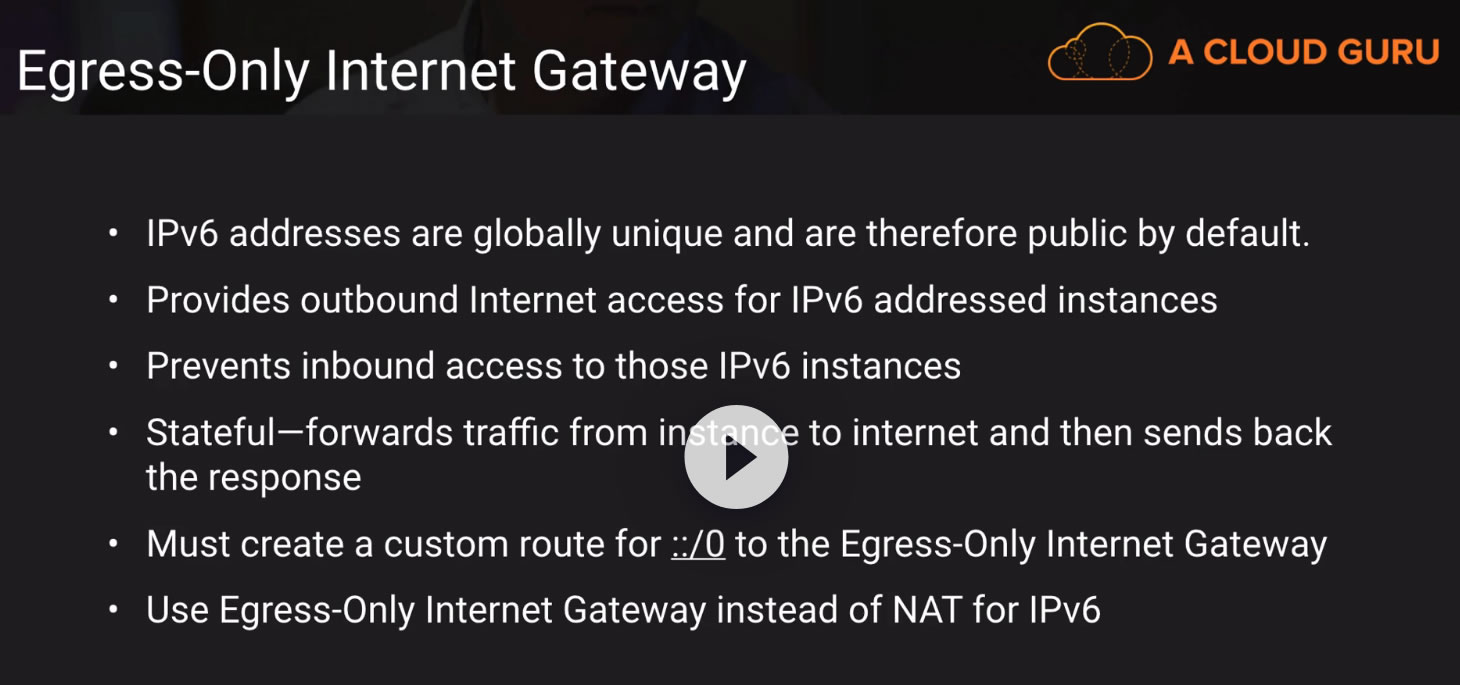 Egress-Only Internet Gateway
A CLOUD GURU
• IPv6 addresses are globally unique and are therefore public by default.
• Provides outbound Internet access for IPv6 addressed instances
• Prevents inbound access to those IPv6 instances
• Stateful—forwards traffic from instance to internet and then sends back
the response
• Must create a custom route for ::/0 to the Egress-Only Internet Gateway
• Use Egress-Only Internet Gateway instead of NAT for IPv6